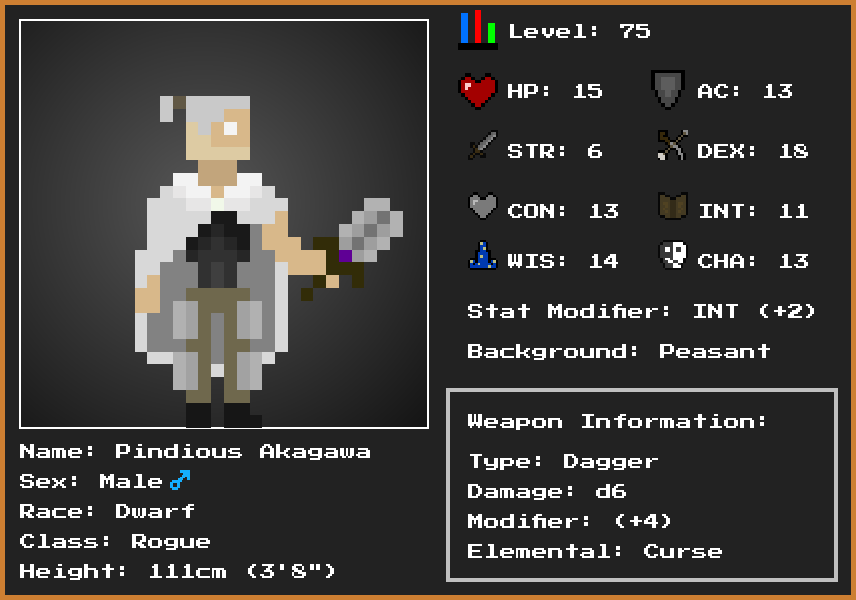 Level: 75
HP: 15 AC: 13
STR: 6 DEX: 18
CON: 13 INT: 11
WIS: 14 CHA: 13
Stat Modifier: INT (+2)
Background: Peasant
Weapon Information:
Type: Dagger
Damage: d6
Modifier: (+4)
Elemental: Curse
Name: Pindious Akagawa
Sex: Male♂
Race: Dwarf
Class: Rogue
Height: 111cm (3'8")